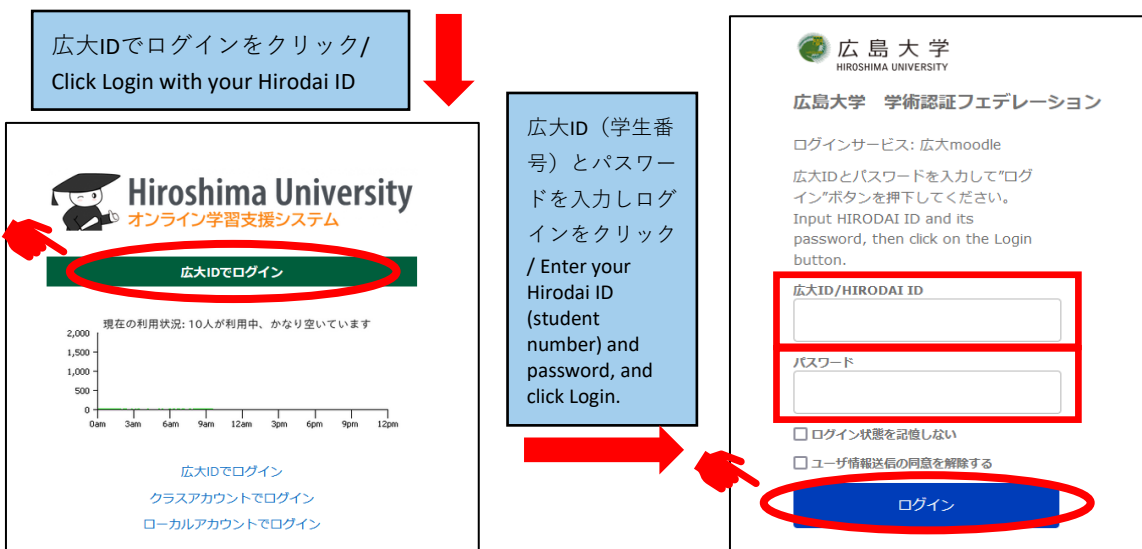 広大IDでログインをクリック/
Click Login with your Hirodai ID
Hiroshima University
オンライン学習支援システム
広大IDでログイン
現在の利用状況: 10人が利用中、かなり空いています
2,000
1,500
1,000
500
0
0am 3am 6am 9am 12am 3pm 6pm 9pm 12pm
広大IDでログイン
クラスアカウントでログイン
ローカルアカウントでログイン
広大ID（学生番
号）とパスワー
ドを入力しログ
インをクリック
/ Enter your
Hirodai ID
(student
number) and
password, and
click Login.
広島大学
HIROSHIMA UNIVERSITY
広島大学　学術認証フェデレーション
ログインサービス: 広大moodle
広大IDとパスワードを入力して"ログ
イン"ボタンを押下してください。
Input HIRODAI ID and its
password, then click on the Login
button.
広大ID/HIRODAI ID
パスワード
ログイン状態を記憶しない
ユーザ情報送信の同意を解除する
ログイン